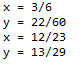 x = 3/6
y = 22/60
x = 12/23
y = 13/29